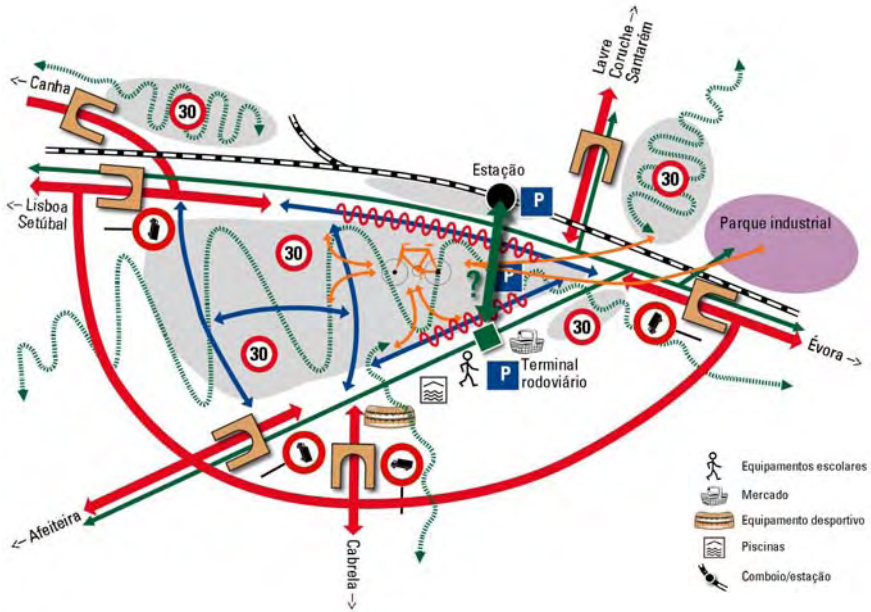 <– Canha
30
Lavre
Coruche –>
Santarém
Estação
P
30
Parque industrial
<– Lisboa
Setúbal
30
?
P
30
Évora –>
30
P
Terminal
rodoviário
<– Afeiteira
Cabrela –>
Equipamentos escolares
Mercado
Equipamento desportivo
Piscinas
Comboio/estação